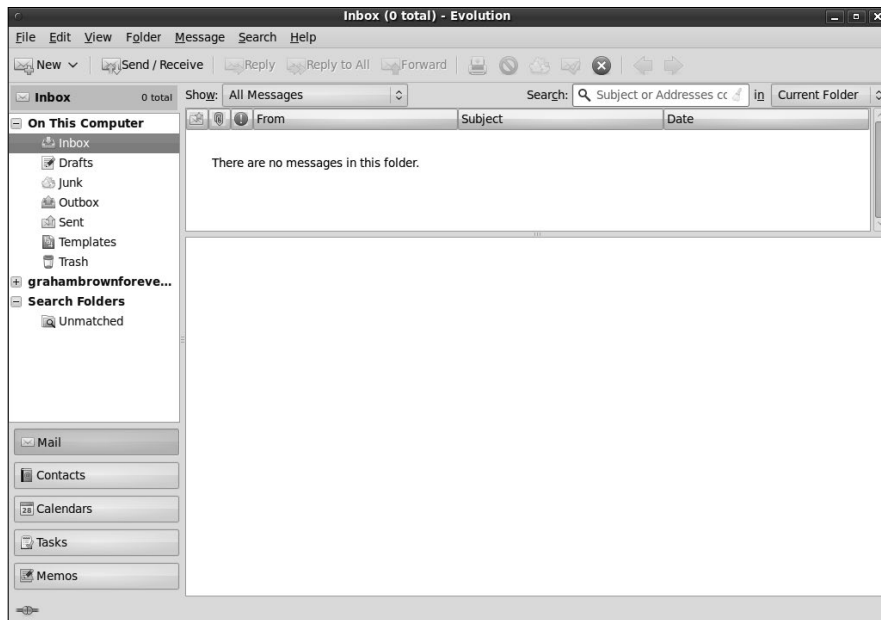 Inbox (0 total) - Evolution
File Edit View Folder Message Search Help
New Send / Receive Reply Reply to All Forward
Inbox 0 total Show: All Messages Search: Subject or Addresses cc in Current Folder
From Subject Date
On This Computer
Inbox
Drafts
Junk
Outbox
Sent
Templates
Trash
grahambrownforeve...
Search Folders
Unmatched
There are no messages in this folder.
Mail
Contacts
28 Calendars
Tasks
Memos